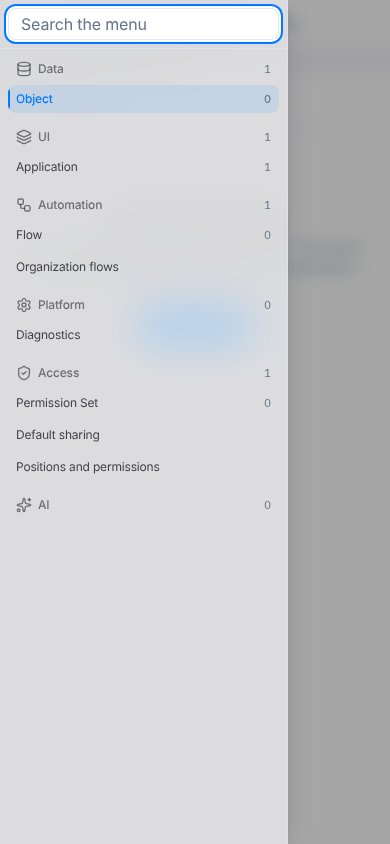 Search the menu
Data 1
Object 0
UI 1
Application 1
Automation 1
Flow 0
Organization flows
Platform 0
Diagnostics
Access 1
Permission Set 0
Default sharing
Positions and permissions
AI 0